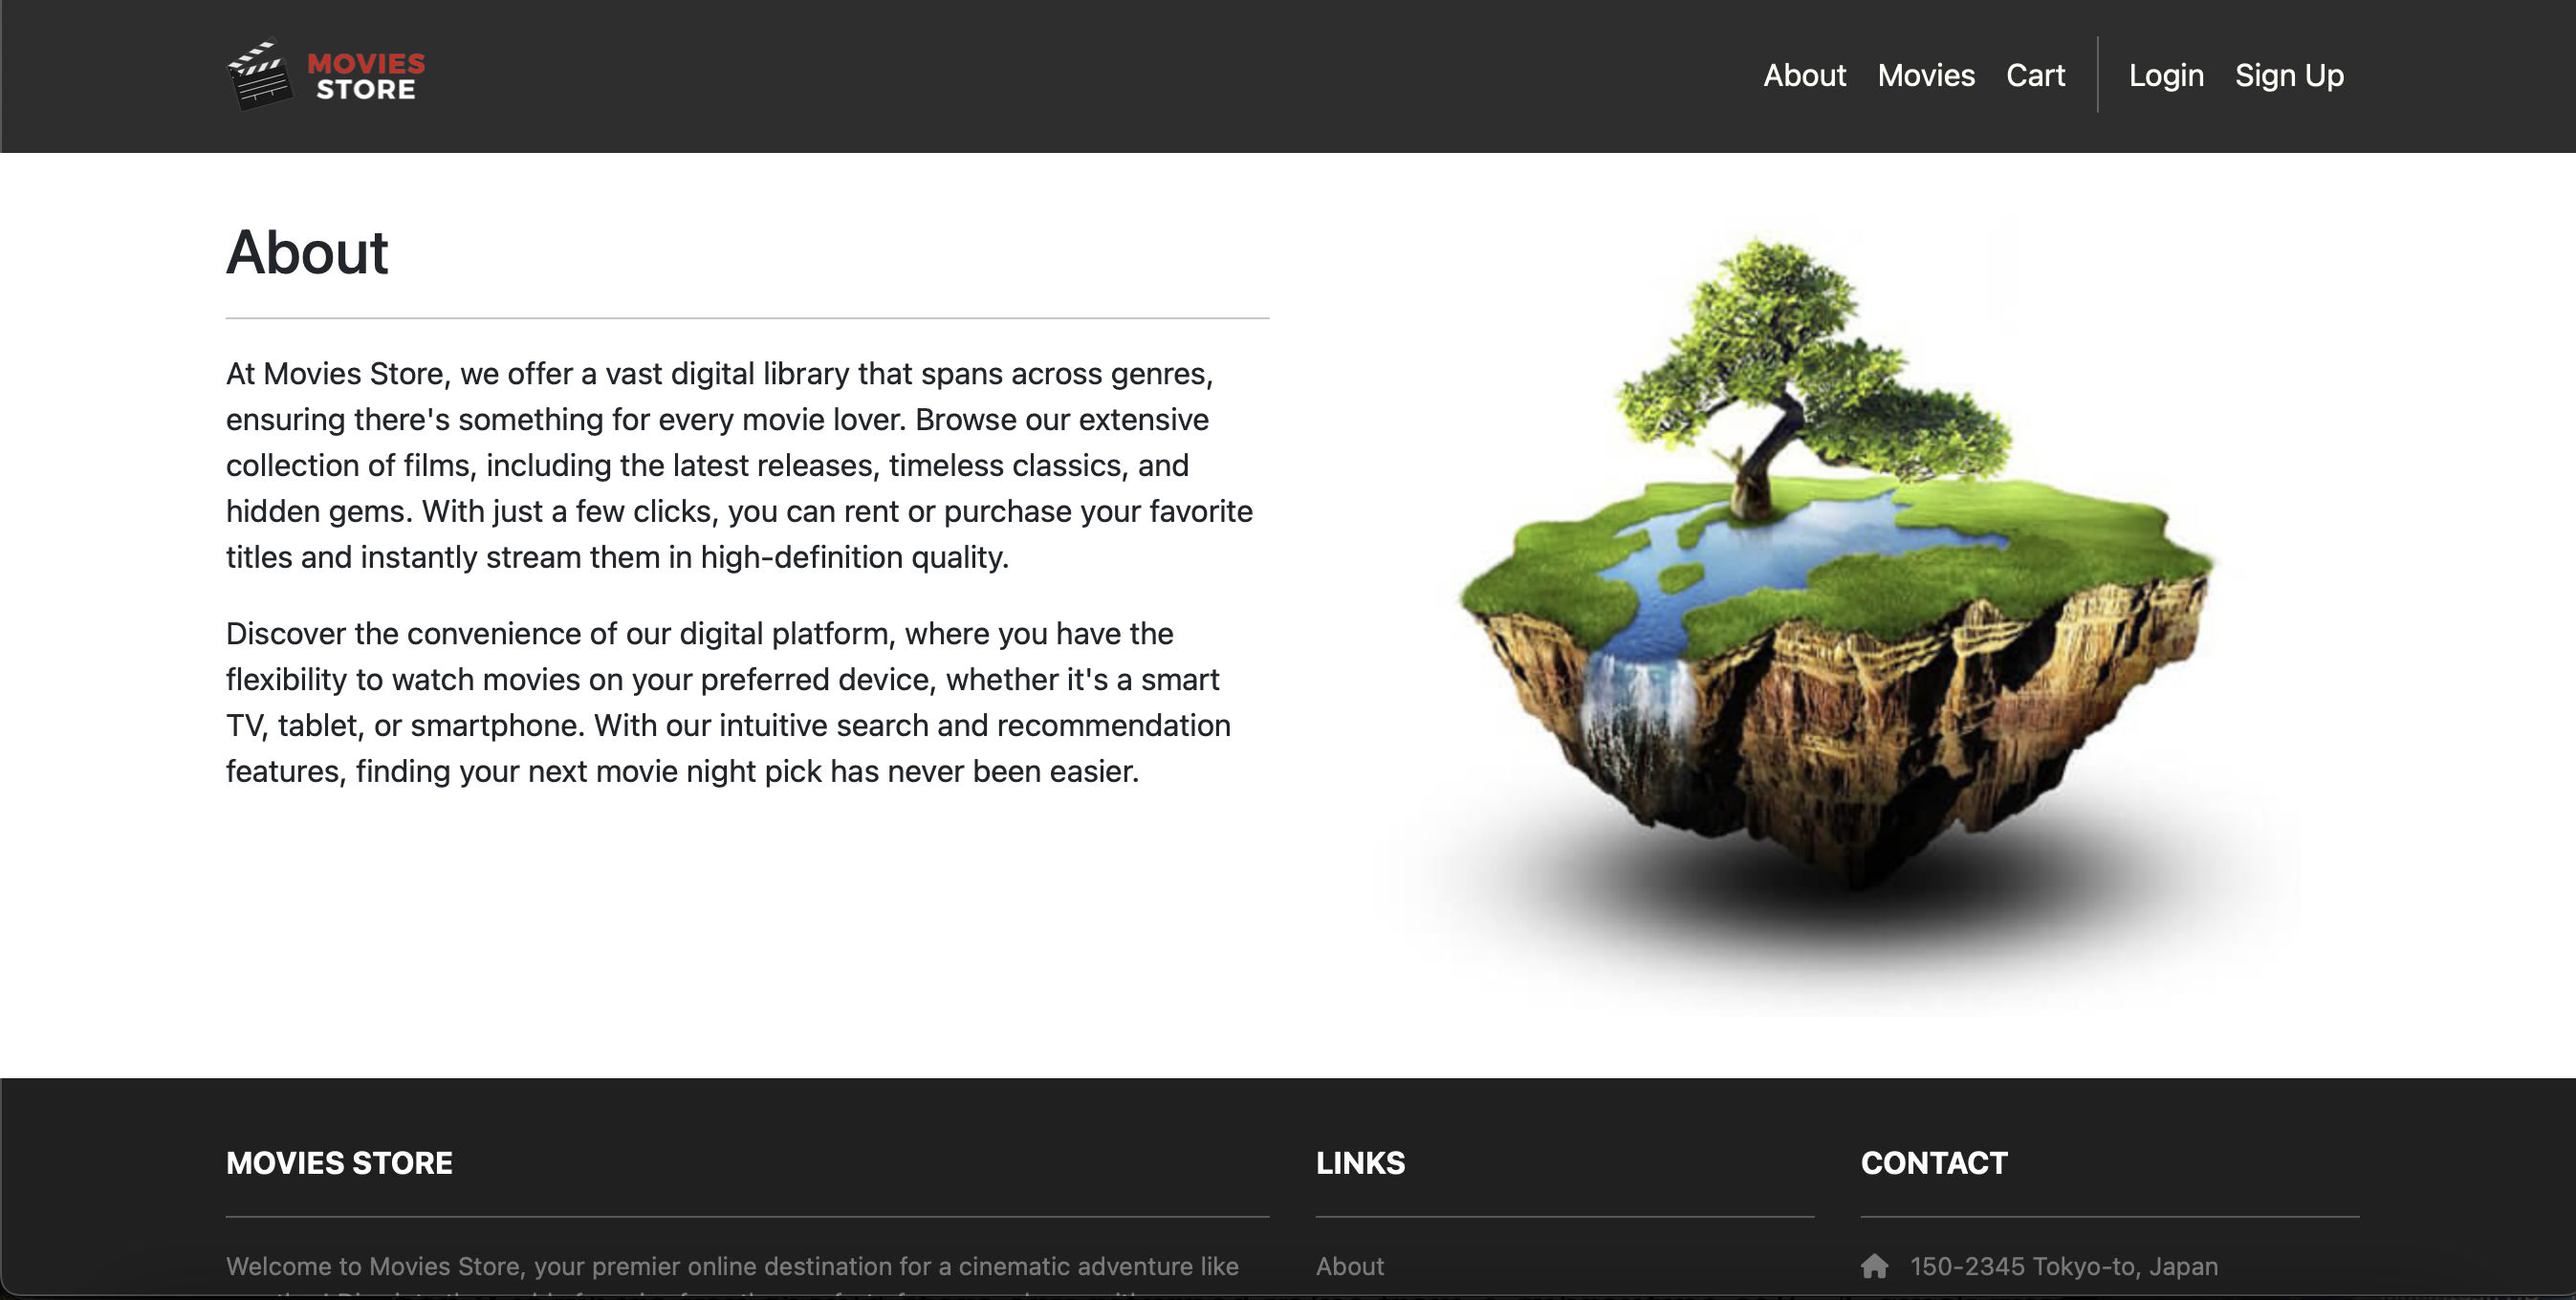 MOVIES
STORE
About Movies Cart Login Sign Up
About
At Movies Store, we offer a vast digital library that spans across genres,
ensuring there's something for every movie lover. Browse our extensive
collection of films, including the latest releases, timeless classics, and
hidden gems. With just a few clicks, you can rent or purchase your favorite
titles and instantly stream them in high-definition quality.
Discover the convenience of our digital platform, where you have the
flexibility to watch movies on your preferred device, whether it's a smart
TV, tablet, or smartphone. With our intuitive search and recommendation
features, finding your next movie night pick has never been easier.
MOVIES STORE
Welcome to Movies Store, your premier online destination for a cinematic adventure like
LINKS
About
CONTACT
150-2345 Tokyo-to, Japan